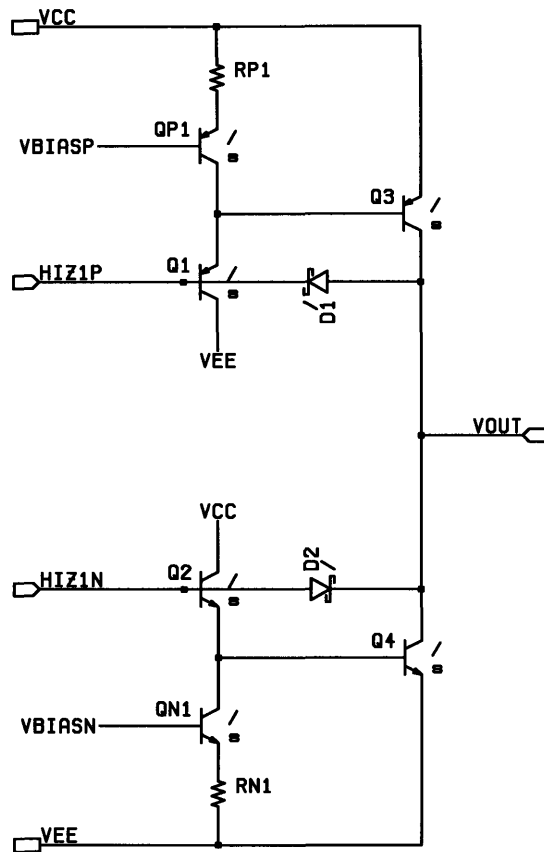 VCC
RP1
QP1
VBIASP
s
Q3
s
Q1
HIZ1P
s
D1
VEE
VOUT
VCC
D2
Q2
HIZ1N
s
Q4
s
QN1
VBIASN
s
RN1
VEE